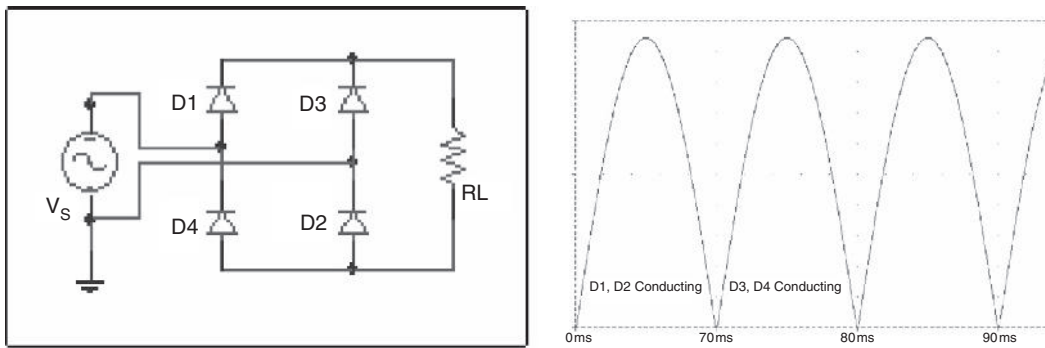 D1
D3
V_S
D4
D2
RL
D1, D2 Conducting
D3, D4 Conducting
0ms
70ms
80ms
90ms